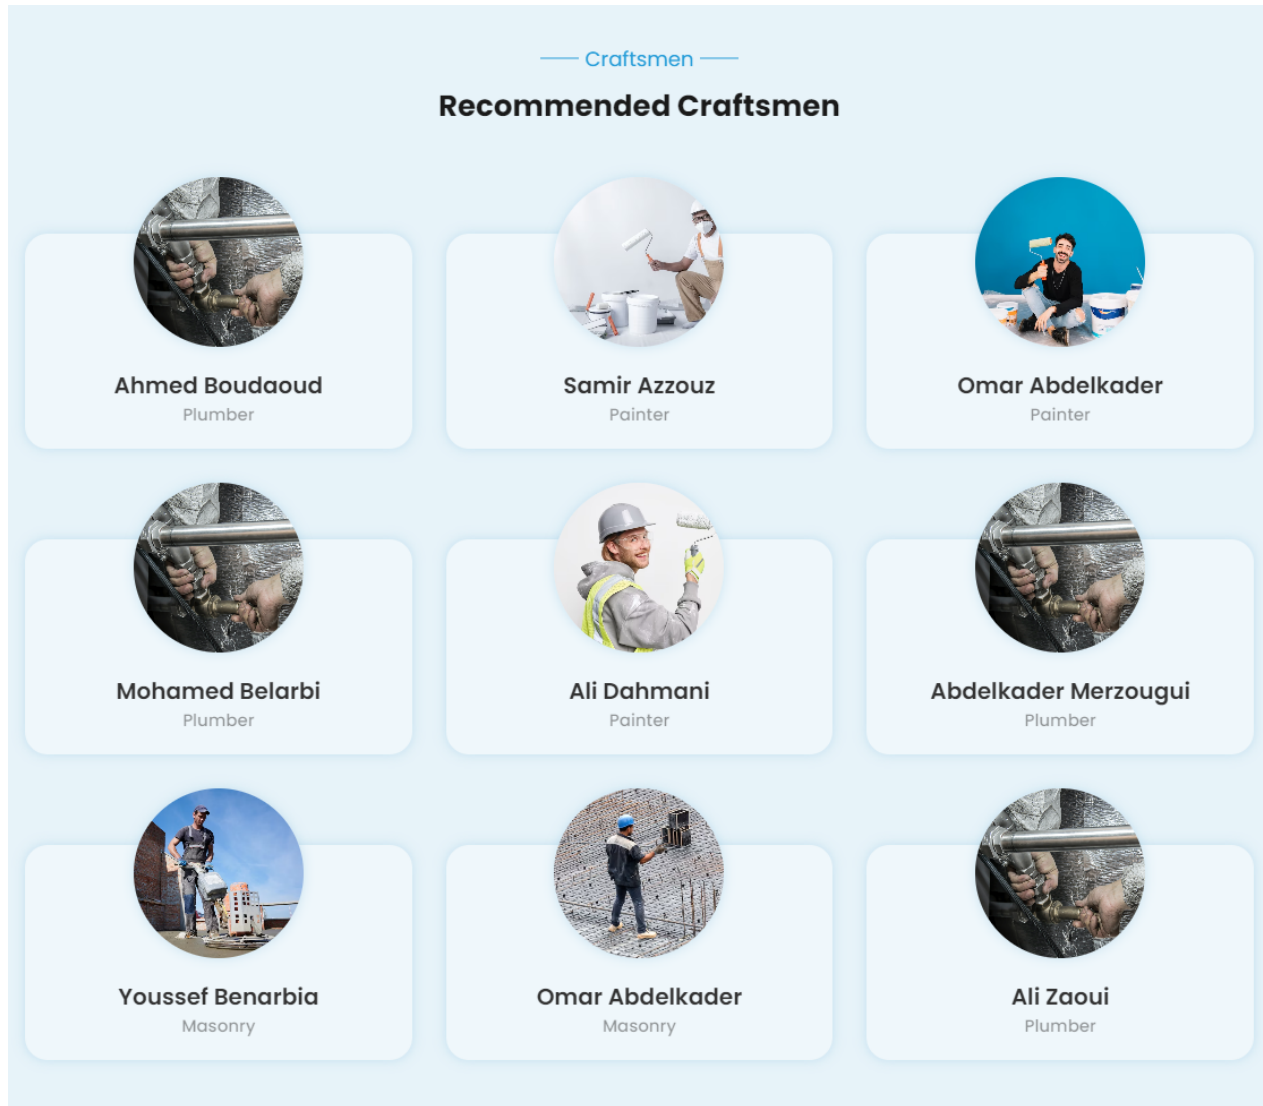 Craftsmen
Recommended Craftsmen
Ahmed Boudaoud
Plumber
Samir Azzouz
Painter
Omar Abdelkader
Painter
Mohamed Belarbi
Plumber
Ali Dahmani
Painter
Abdelkader Merzougui
Plumber
Youssef Benarbia
Masonry
Omar Abdelkader
Masonry
Ali Zaoui
Plumber